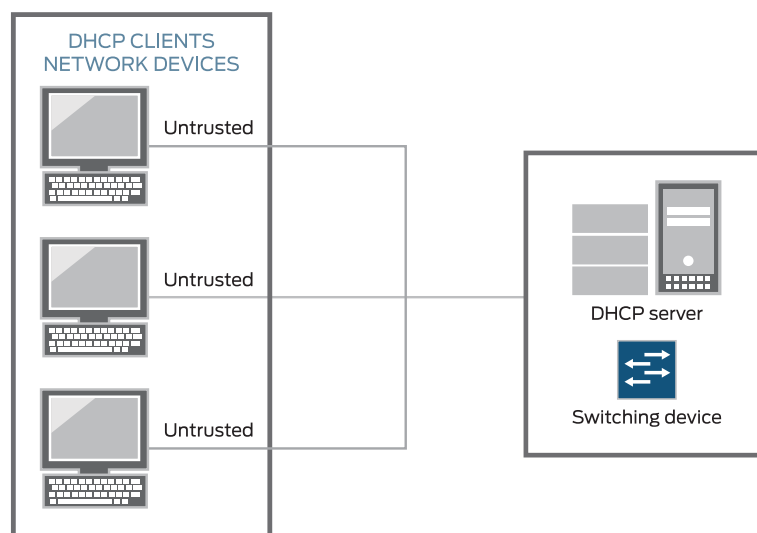 DHCP CLIENTS
NETWORK DEVICES
Untrusted
Untrusted
Untrusted
DHCP server
Switching device